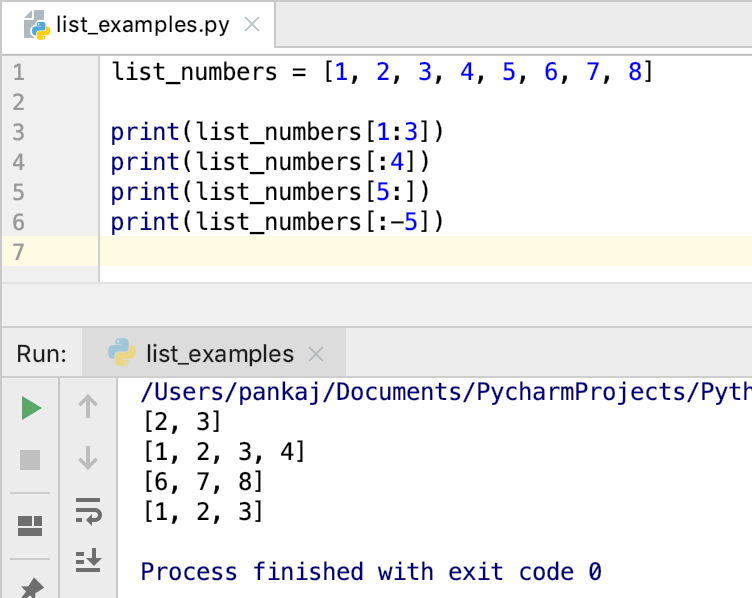 list_examples.py
1 list_numbers = [1, 2, 3, 4, 5, 6, 7, 8]
2
3 print(list_numbers[1:3])
4 print(list_numbers[:4])
5 print(list_numbers[5:])
6 print(list_numbers[:-5])
7
Run: list_examples
/Users/pankaj/Documents/PycharmProjects/Pyth
[2, 3]
[1, 2, 3, 4]
[6, 7, 8]
[1, 2, 3]
Process finished with exit code 0